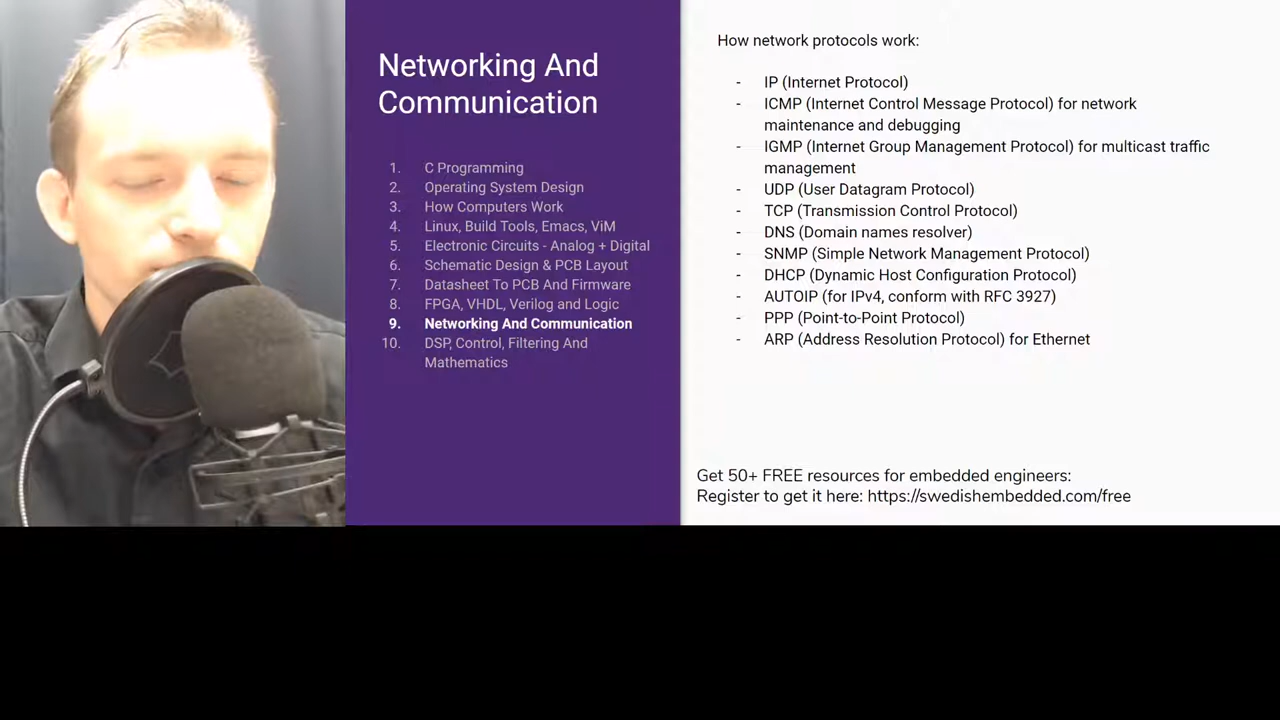 Networking And
Communication
1. C Programming
2. Operating System Design
3. How Computers Work
4. Linux, Build Tools, Emacs, ViM
5. Electronic Circuits - Analog + Digital
6. Schematic Design & PCB Layout
7. Datasheet To PCB And Firmware
8. FPGA, VHDL, Verilog and Logic
9. Networking And Communication
10. DSP, Control, Filtering And
Mathematics
How network protocols work:
- IP (Internet Protocol)
- ICMP (Internet Control Message Protocol) for network
maintenance and debugging
- IGMP (Internet Group Management Protocol) for multicast traffic
management
- UDP (User Datagram Protocol)
- TCP (Transmission Control Protocol)
- DNS (Domain names resolver)
- SNMP (Simple Network Management Protocol)
- DHCP (Dynamic Host Configuration Protocol)
- AUTOIP (for IPv4, conform with RFC 3927)
- PPP (Point-to-Point Protocol)
- ARP (Address Resolution Protocol) for Ethernet
Get 50+ FREE resources for embedded engineers:
Register to get it here: https://swedishembedded.com/free